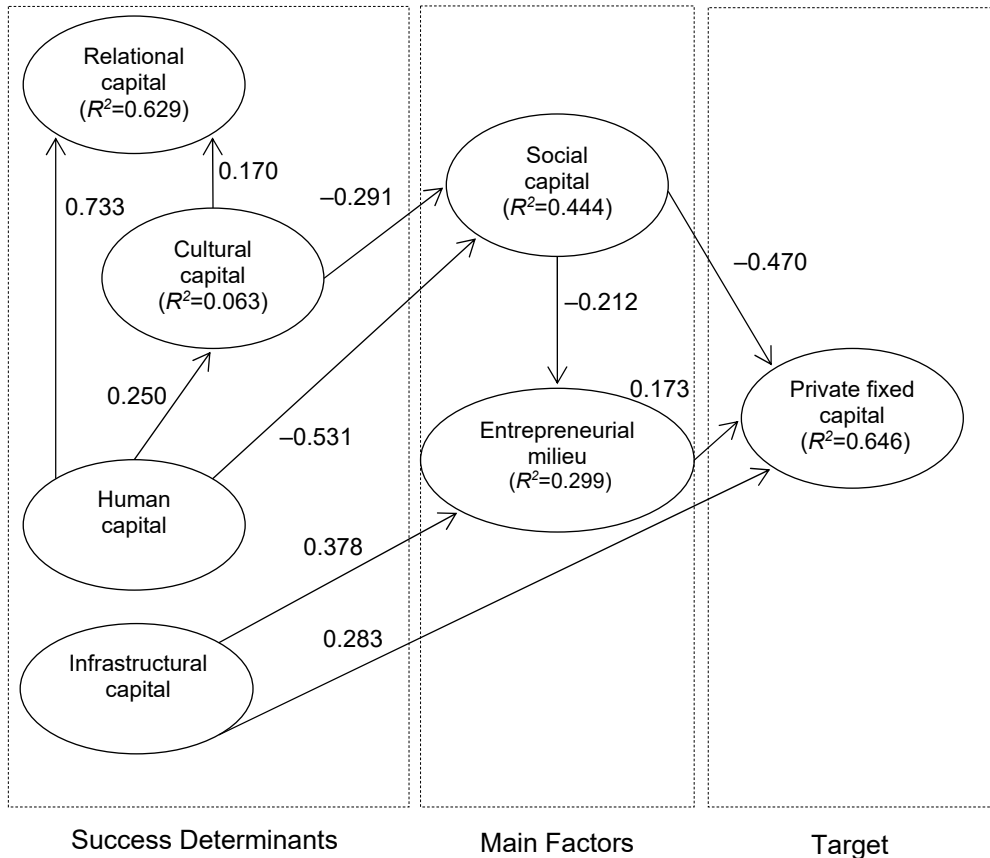 Relational
capital
(R²=0.629)
0.170
0.733
–0.291
Social
capital
(R²=0.444)
Cultural
capital
(R²=0.063)
–0.470
–0.212
0.250
0.173
Private fixed
capital
(R²=0.646)
–0.531
Entrepreneurial
milieu
(R²=0.299)
Human
capital
0.378
0.283
Infrastructural
capital
Success Determinants
Main Factors
Target